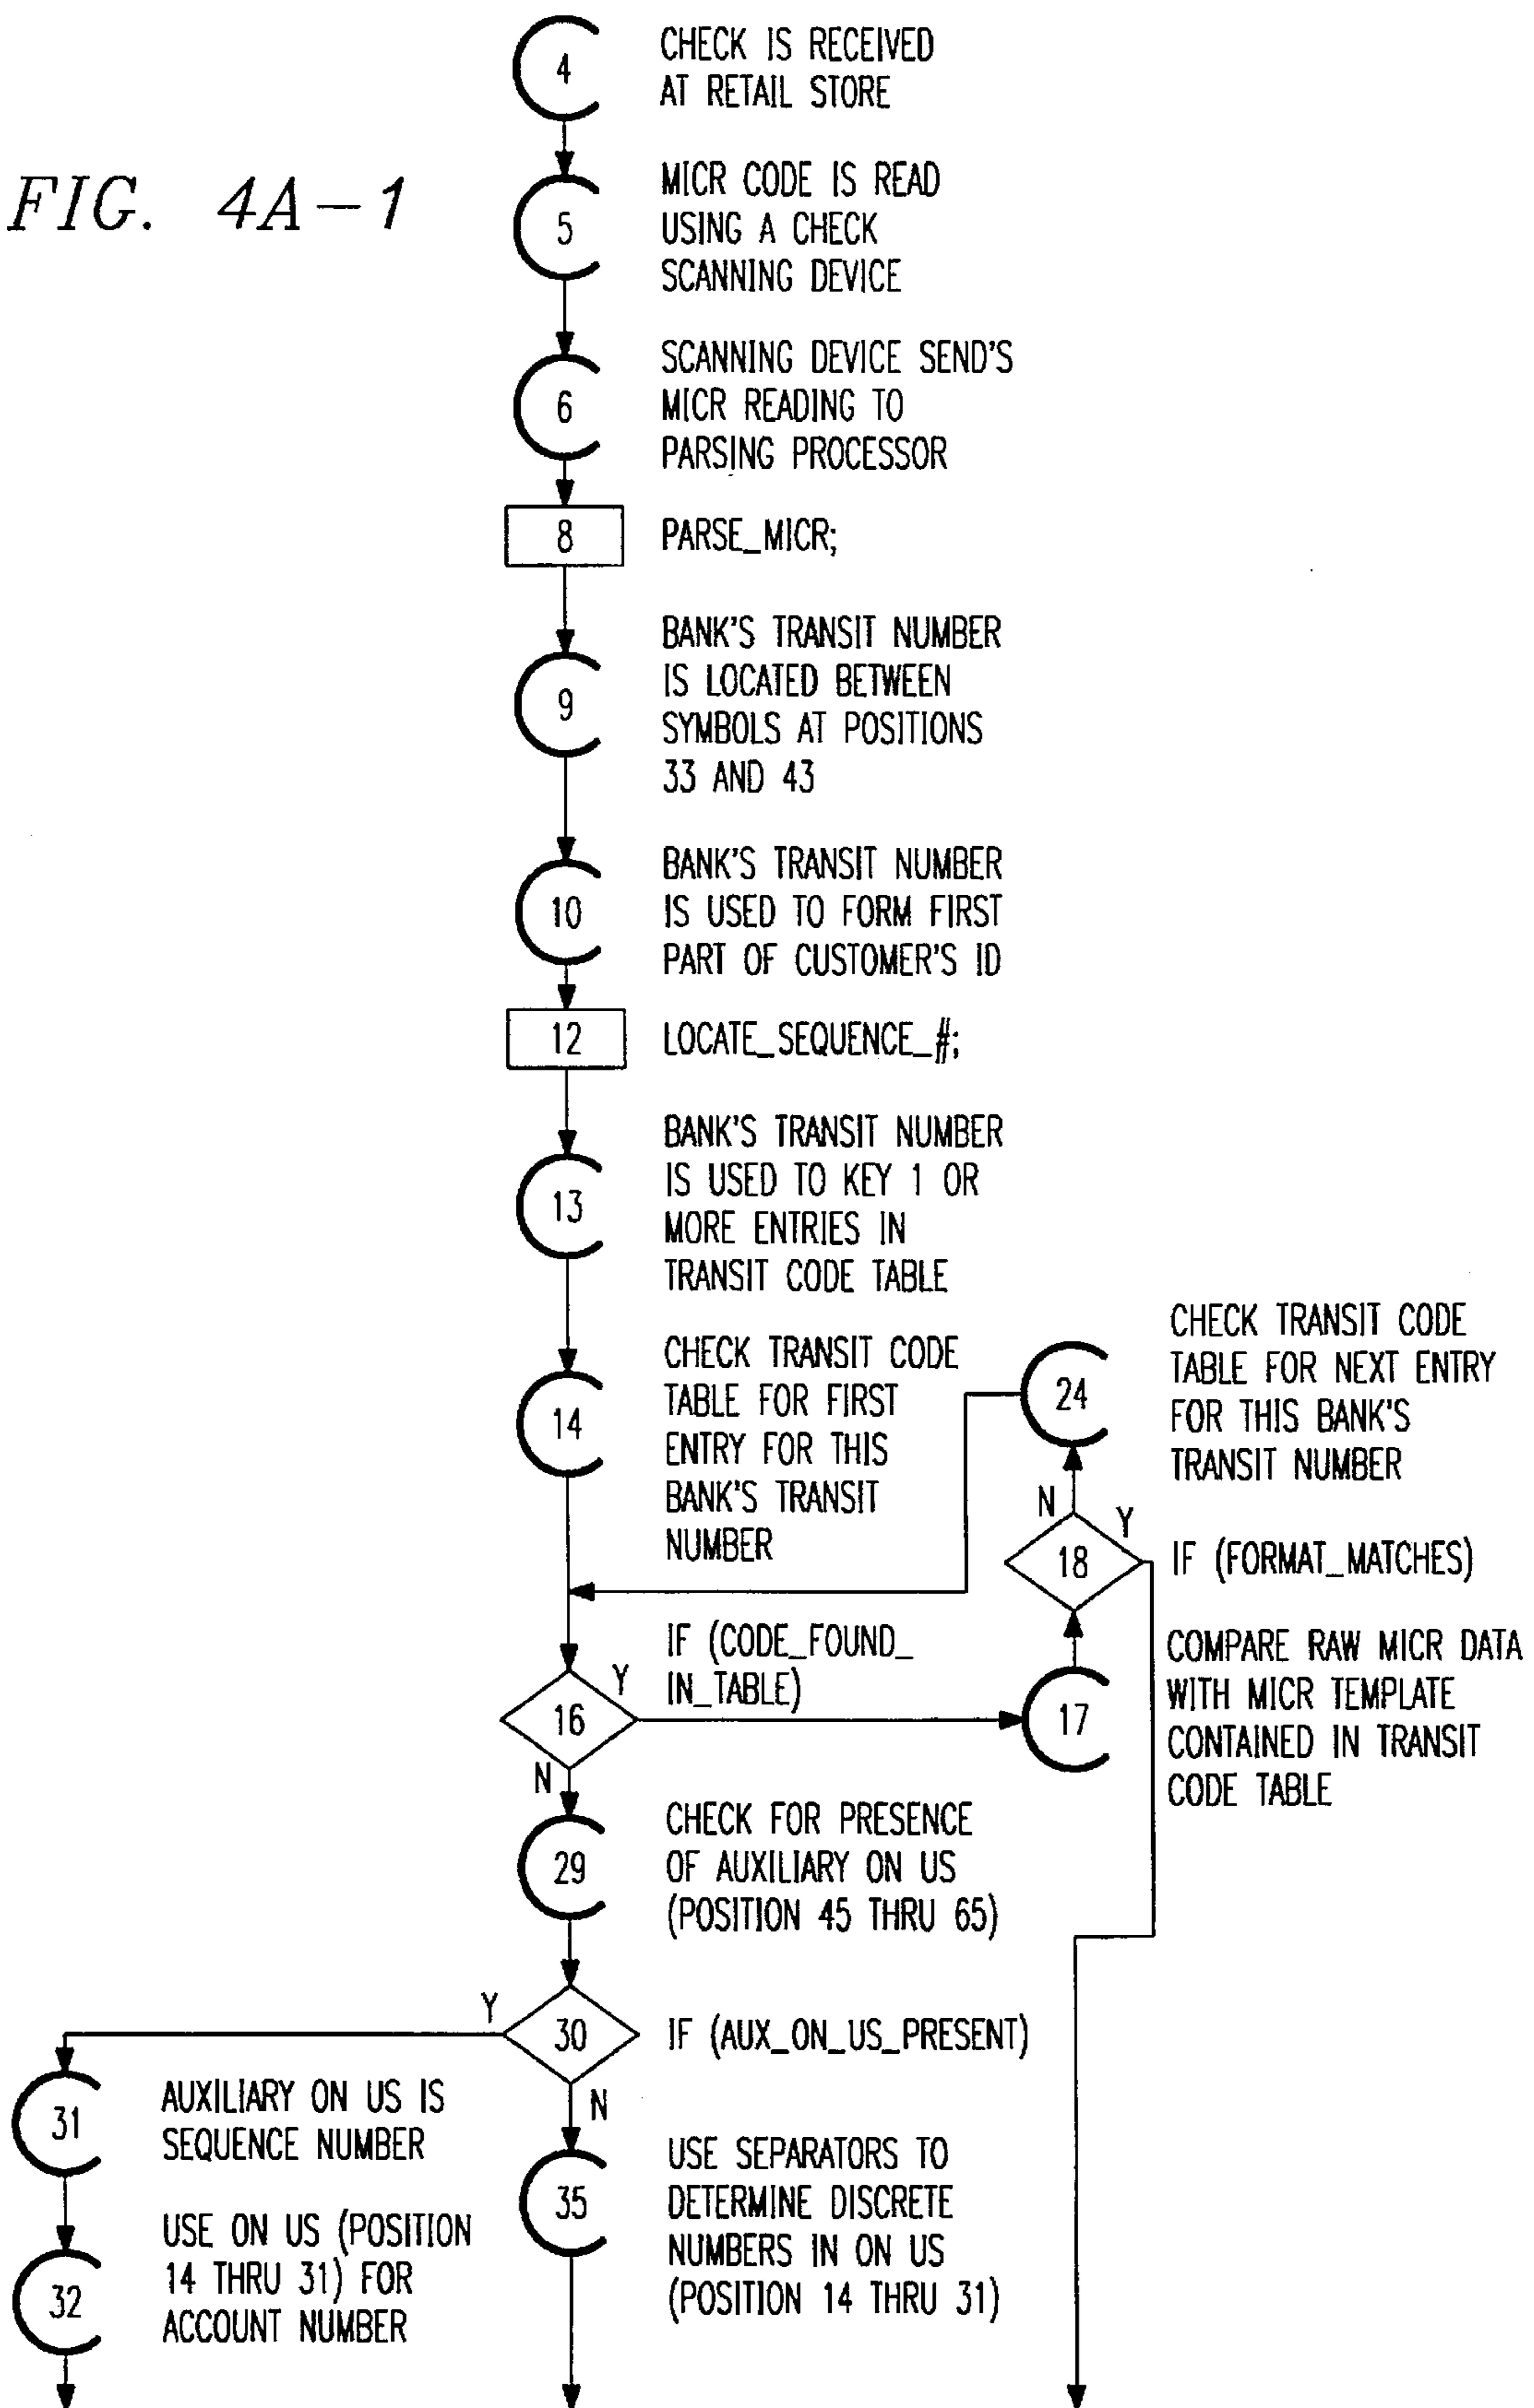 FIG. 4A-1
4
CHECK IS RECEIVED
AT RETAIL STORE
5
MICR CODE IS READ
USING A CHECK
SCANNING DEVICE
6
SCANNING DEVICE SEND'S
MICR READING TO
PARSING PROCESSOR
8
PARSE_MICR;
9
BANK'S TRANSIT NUMBER
IS LOCATED BETWEEN
SYMBOLS AT POSITIONS
33 AND 43
10
BANK'S TRANSIT NUMBER
IS USED TO FORM FIRST
PART OF CUSTOMER'S ID
12
LOCATE_SEQUENCE_#;
13
BANK'S TRANSIT NUMBER
IS USED TO KEY 1 OR
MORE ENTRIES IN
TRANSIT CODE TABLE
14
CHECK TRANSIT CODE
TABLE FOR FIRST
ENTRY FOR THIS
BANK'S TRANSIT
NUMBER
24
CHECK TRANSIT CODE
TABLE FOR NEXT ENTRY
FOR THIS BANK'S
TRANSIT NUMBER
N
Y
18
IF (FORMAT_MATCHES)
16
Y
IF (CODE_FOUND_
IN_TABLE)
17
COMPARE RAW MICR DATA
WITH MICR TEMPLATE
CONTAINED IN TRANSIT
CODE TABLE
N
29
CHECK FOR PRESENCE
OF AUXILIARY ON US
(POSITION 45 THRU 65)
Y
30
IF (AUX_ON_US_PRESENT)
N
31
AUXILIARY ON US IS
SEQUENCE NUMBER
35
USE SEPARATORS TO
DETERMINE DISCRETE
NUMBERS IN ON US
(POSITION 14 THRU 31)
32
USE ON US (POSITION
14 THRU 31) FOR
ACCOUNT NUMBER